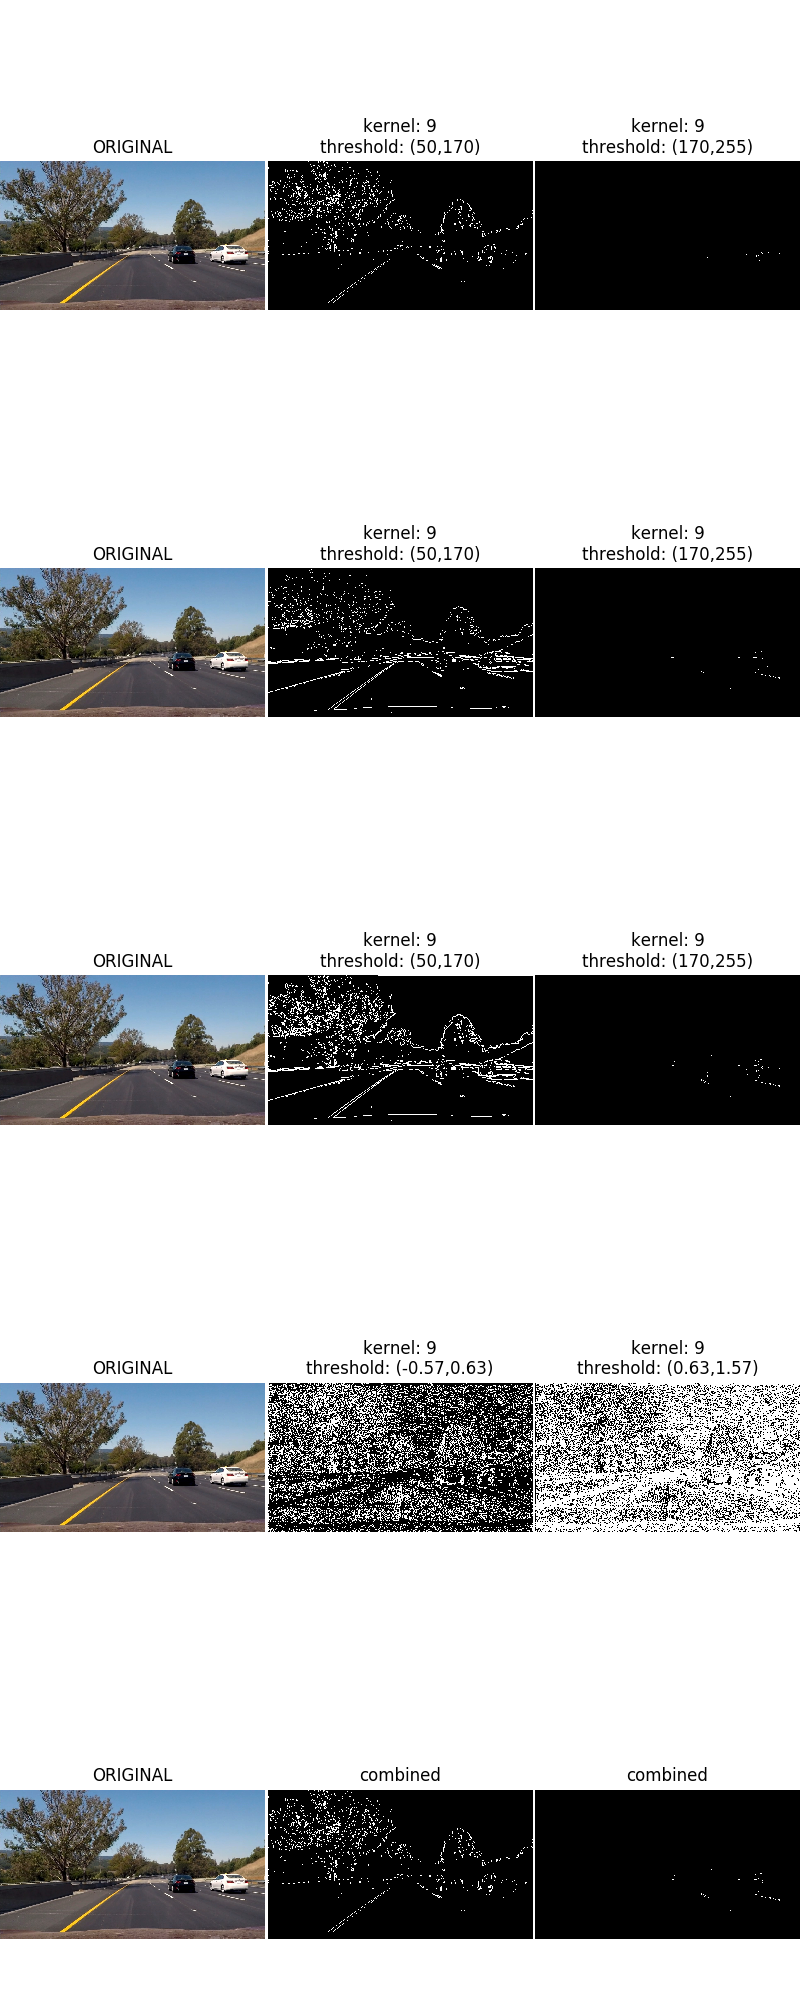 ORIGINAL
kernel: 9
threshold: (50,170)
kernel: 9
threshold: (170,255)
ORIGINAL
kernel: 9
threshold: (50,170)
kernel: 9
threshold: (170,255)
ORIGINAL
kernel: 9
threshold: (50,170)
kernel: 9
threshold: (170,255)
ORIGINAL
kernel: 9
threshold: (-0.57,0.63)
kernel: 9
threshold: (0.63,1.57)
ORIGINAL
combined
combined